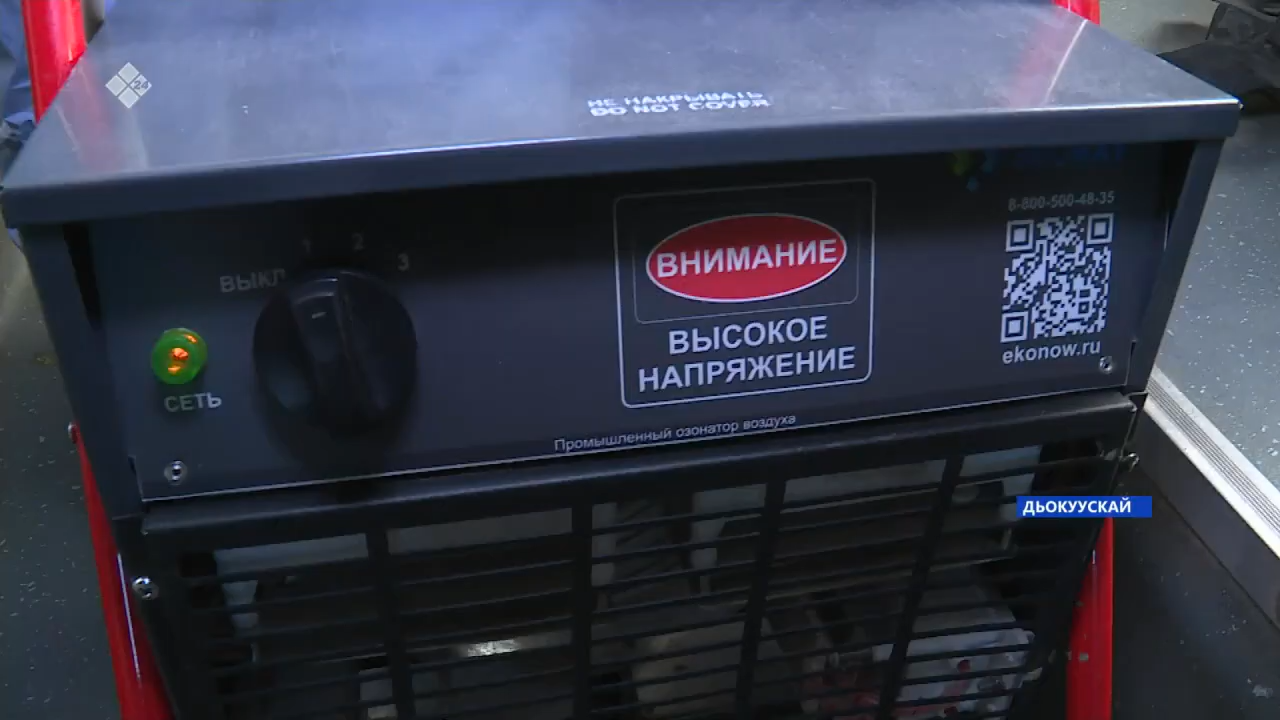 24
НЕ НАКРЫВАТЬ
DO NOT COVER
8-800-500-48-35
ВНИМАНИЕ
ВЫСОКОЕ
НАПРЯЖЕНИЕ
ekonow.ru
1 2 3
ВЫКЛ
СЕТЬ
Промышленный озонатор воздуха
ДЬОКУУСКАЙ